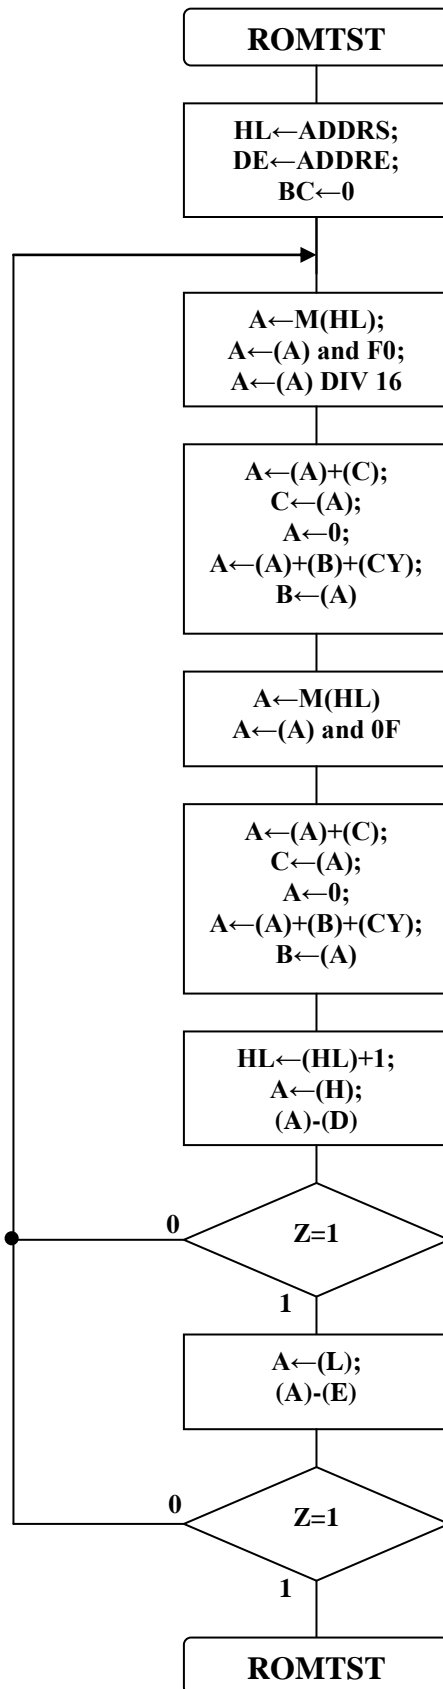 ROMTST
HL←ADDRS;
DE←ADDRE;
BC←0
A←M(HL);
A←(A) and F0;
A←(A) DIV 16
A←(A)+(C);
C←(A);
A←0;
A←(A)+(B)+(CY);
B←(A)
A←M(HL)
A←(A) and 0F
A←(A)+(C);
C←(A);
A←0;
A←(A)+(B)+(CY);
B←(A)
HL←(HL)+1;
A←(H);
(A)-(D)
0
Z=1
1
A←(L);
(A)-(E)
0
Z=1
1
ROMTST